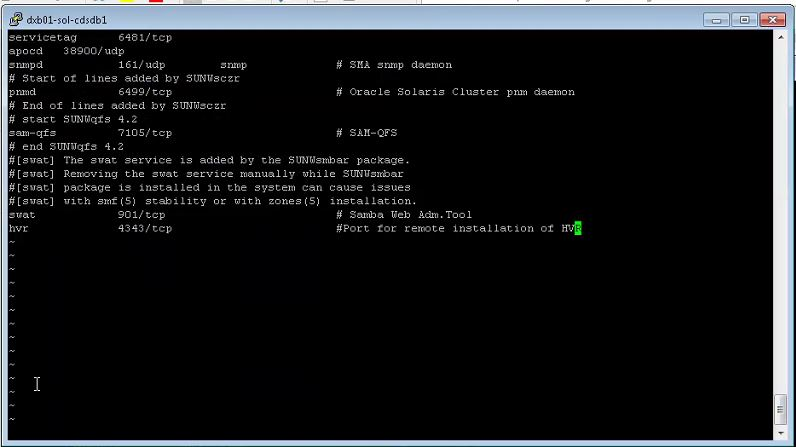 dxb01-sol-cdsdb1
servicetag 6481/tcp
apocd 38900/udp
snmpd 161/udp snmp # SMA snmp daemon
# Start of lines added by SUNWsczr
pnmd 6499/tcp # Oracle Solaris Cluster pnm daemon
# End of lines added by SUNWsczr
# start SUNWqfs 4.2
sam-qfs 7105/tcp # SAM-QFS
# end SUNWqfs 4.2
#[swat] The swat service is added by the SUNWsmbar package.
#[swat] Removing the swat service manually while SUNWsmbar
#[swat] package is installed in the system can cause issues
#[swat] with smf(5) stability or with zones(5) installation.
swat 901/tcp # Samba Web Adm.Tool
hvr 4343/tcp #Port for remote installation of HVR
~
~
~
~
~
~
~
~
~
~
~
~
~
~